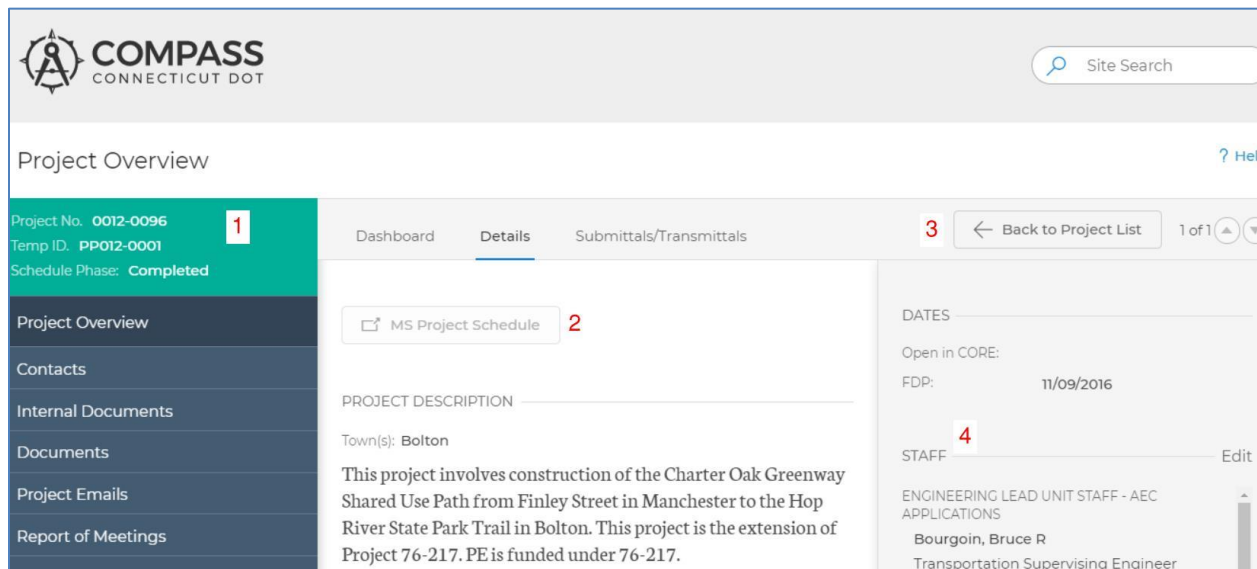 COMPASS
CONNECTICUT DOT
Site Search
Project Overview
? Hel
Project No. 0012-0096
Temp ID. PP012-0001
Schedule Phase: Completed
1
Dashboard
Details
Submittals/Transmittals
3
Back to Project List
1 of 1
Project Overview
Contacts
Internal Documents
Documents
Project Emails
Report of Meetings
MS Project Schedule
2
PROJECT DESCRIPTION
Town(s): Bolton
This project involves construction of the Charter Oak Greenway
Shared Use Path from Finley Street in Manchester to the Hop
River State Park Trail in Bolton. This project is the extension of
Project 76-217. PE is funded under 76-217.
DATES
Open in CORE:
FDP: 11/09/2016
4
STAFF
Edit
ENGINEERING LEAD UNIT STAFF - AEC
APPLICATIONS
Bourgoin, Bruce R
Transportation Supervising Engineer